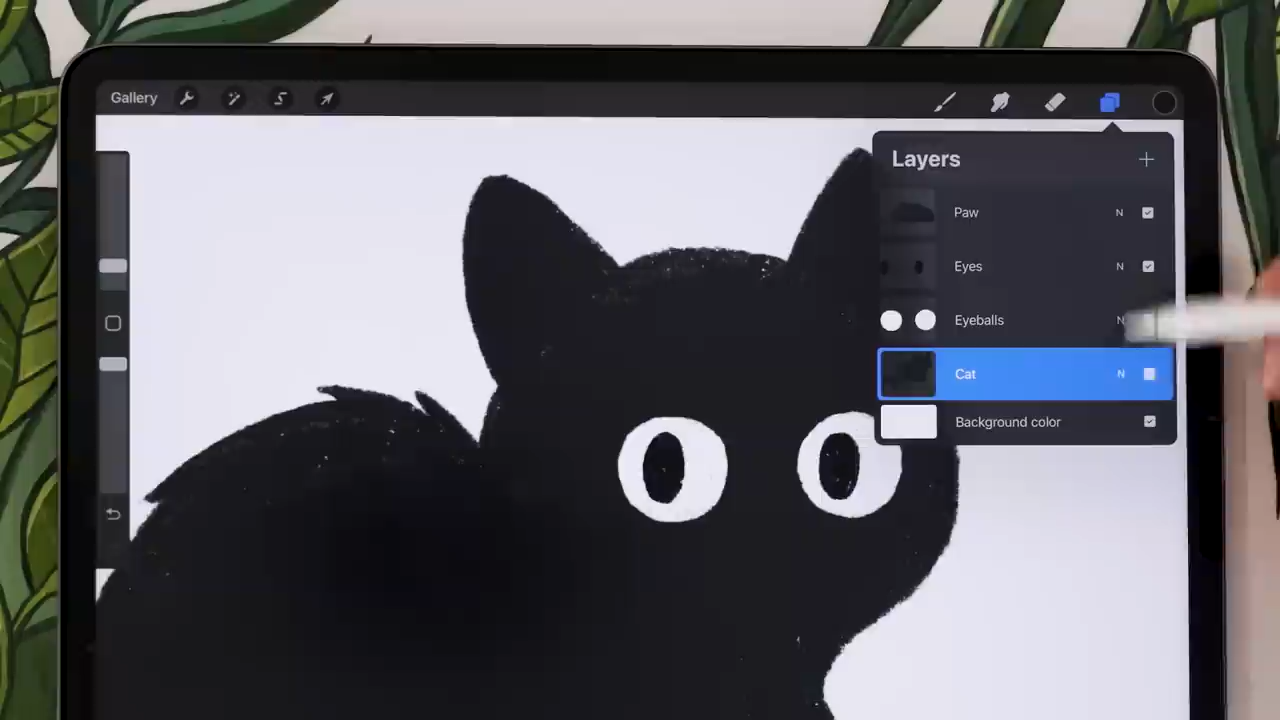 Gallery
Layers
Paw N
Eyes N
Eyeballs N
Cat N
Background color